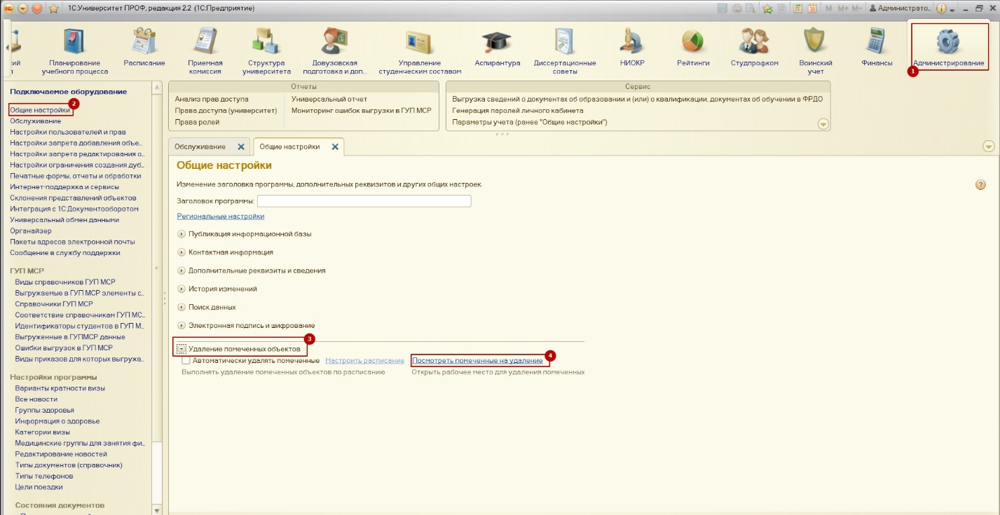 1С:Университет ПРОФ, редакция 2.2 (1С:Предприятие)
M M+ M-
Администрато...
ий
Планирование
учебного процесса
Расписание
Приемная
комиссия
Структура
университета
Довузовская
подготовка и доп...
Управление
студенческим составом
Аспирантура
Диссертационные
советы
НИОКР
Рейтинги
Студпрофком
Воинский
учет
Финансы
Администрирование
1
Подключаемое оборудование
Общие настройки
2
Обслуживание
Настройки пользователей и прав
Настройки запрета добавления объе...
Настройки запрета редактирования о...
Настройки ограничения создания дуб...
Печатные формы, отчеты и обработки
Интернет-поддержка и сервисы
Склонения представлений объектов
Интеграция с 1С:Документооборотом
Универсальный обмен данными
Органайзер
Пакеты адресов электронной почты
Сообщение в службу поддержки
ГУП МСР
Виды справочников ГУП МСР
Выгружаемые в ГУП МСР элементы с...
Справочники ГУП МСР
Соответствие справочникам ГУП МС...
Идентификаторы студентов в ГУП М...
Выгруженные в ГУПМСР данные
Ошибки выгрузок в ГУП МСР
Виды приказов для которых выгружа...
Настройки программы
Варианты кратности визы
Все новости
Группы здоровья
Информация о здоровье
Категории визы
Медицинские группы для занятия фи...
Редактирование новостей
Типы документов (справочник)
Типы телефонов
Цели поездки
Состояния документов
Отчеты
Анализ прав доступа
Права доступа (университет)
Права ролей
Универсальный отчет
Мониторинг ошибок выгрузки в ГУП МСР
Сервис
Выгрузка сведений о документах об образовании и (или) о квалификации, документах об обучении в ФРДО
Генерация паролей личного кабинета
Параметры учета (ранее "Общие настройки")
Обслуживание
Общие настройки
Общие настройки
Изменение заголовка программы, дополнительных реквизитов и других общих настроек.
Заголовок программы:
Региональные настройки
Публикация информационной базы
Контактная информация
Дополнительные реквизиты и сведения
История изменений
Поиск данных
Электронная подпись и шифрование
3
Удаление помеченных объектов
Автоматически удалять помеченные Настроить расписание Посмотреть помеченные на удаление
4
Выполнять удаление помеченных объектов по расписанию Открыть рабочее место для удаления помеченных